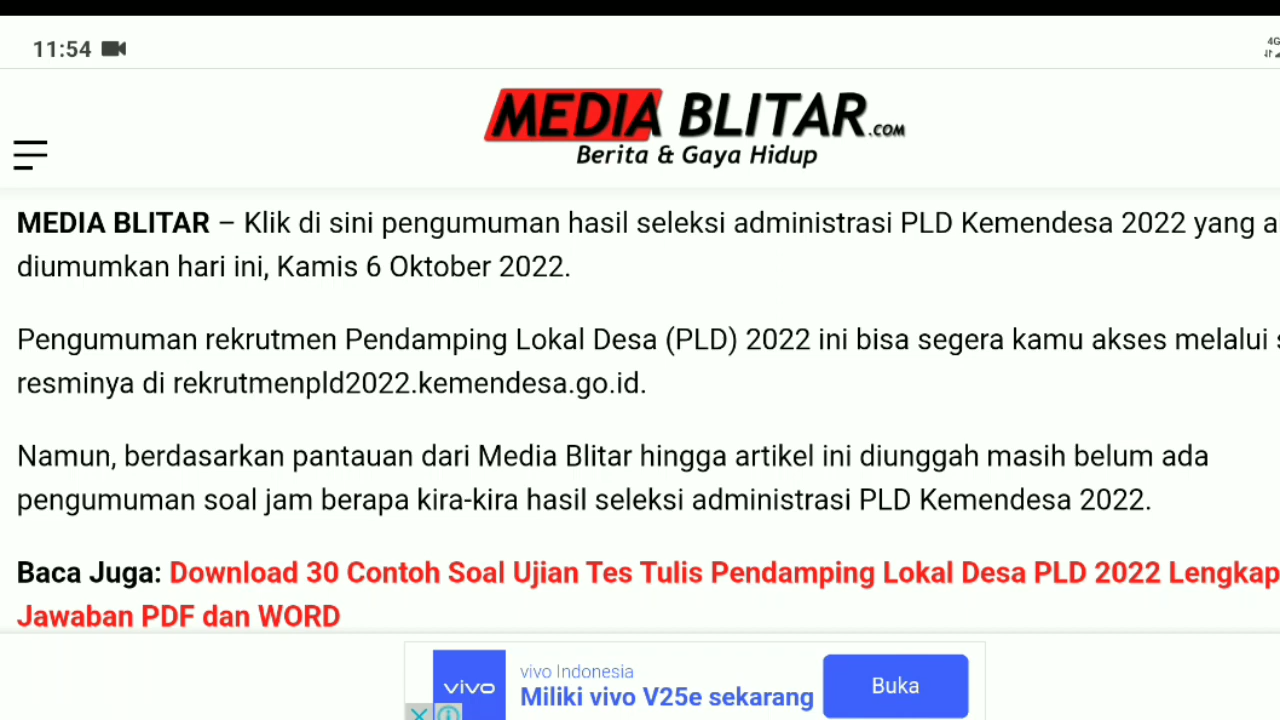 11:54
4G
MEDIA BLITAR.COM
Berita & Gaya Hidup
MEDIA BLITAR – Klik di sini pengumuman hasil seleksi administrasi PLD Kemendesa 2022 yang
diumumkan hari ini, Kamis 6 Oktober 2022.
Pengumuman rekrutmen Pendamping Lokal Desa (PLD) 2022 ini bisa segera kamu akses melalui
resminya di rekrutmenpld2022.kemendesa.go.id.
Namun, berdasarkan pantauan dari Media Blitar hingga artikel ini diunggah masih belum ada
pengumuman soal jam berapa kira-kira hasil seleksi administrasi PLD Kemendesa 2022.
Baca Juga: Download 30 Contoh Soal Ujian Tes Tulis Pendamping Lokal Desa PLD 2022 Lengkap
Jawaban PDF dan WORD
vivo
vivo Indonesia
Miliki vivo V25e sekarang
Buka